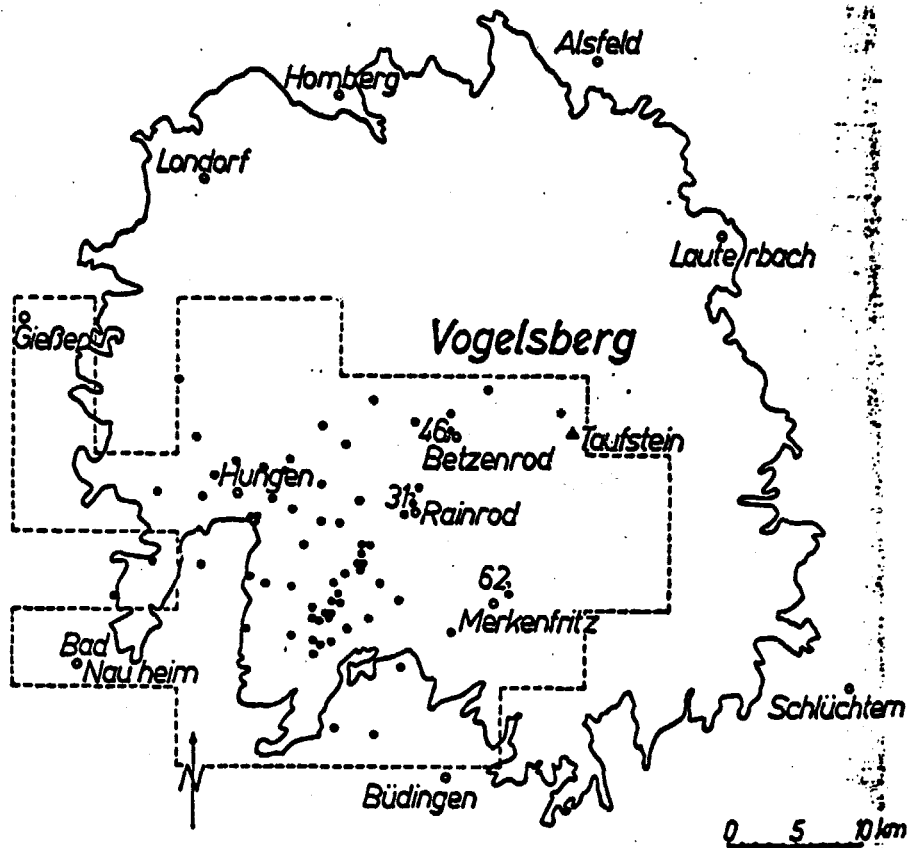 Alsfeld
Homberg
Londorf
Lauterbach
Gießen
Vogelsberg
46
Taufstein
Betzenrod
Hungen
31
Rainrod
62
Merkenfritz
Bad
Nauheim
Schlüchtern
N
Büdingen
0 5 10 km